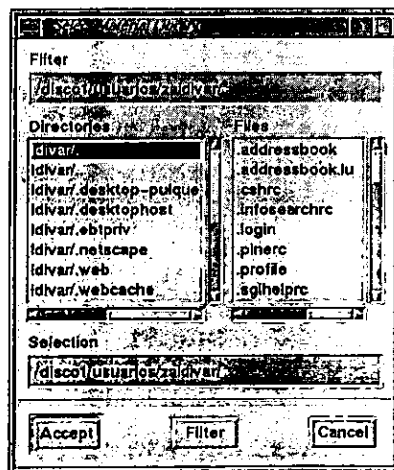 Filter
/disco1/usuarios/zaldivar/
Directories
Files
ldivar/.
ldivar/..
ldivar/.desktop-pulque
ldivar/.desktophost
ldivar/.ebtpriv
ldivar/.netscape
ldivar/.web
ldivar/.webcache
.addressbook
.addressbook.lu
.cshrc
.infosearchrc
.login
.pinerc
.profile
.sgihelprc
Selection
/disco1/usuarios/zaldivar/
Accept
Filter
Cancel